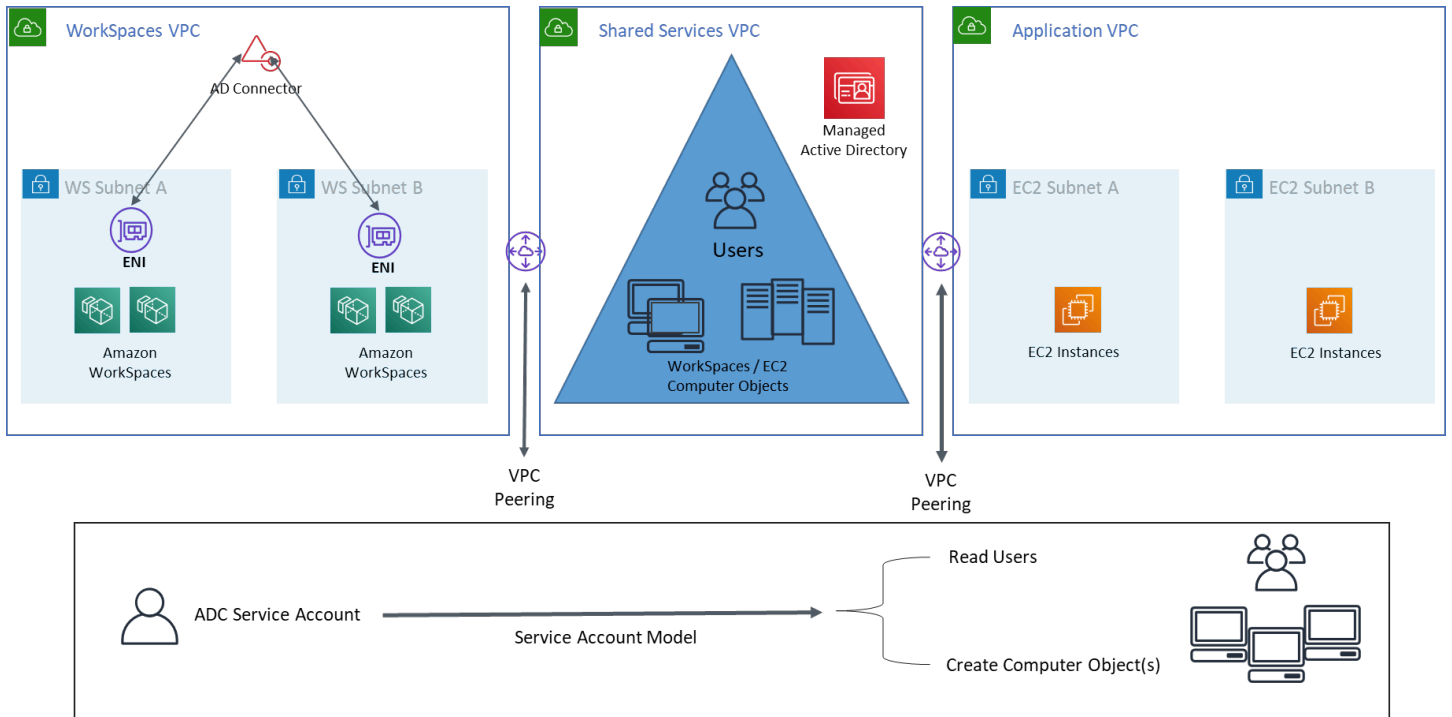 WorkSpaces VPC
AD Connector
WS Subnet A
WS Subnet B
ENI
ENI
Amazon
WorkSpaces
Amazon
WorkSpaces
Shared Services VPC
Managed
Active Directory
Users
WorkSpaces / EC2
Computer Objects
Application VPC
EC2 Subnet A
EC2 Subnet B
EC2 Instances
EC2 Instances
VPC
Peering
VPC
Peering
ADC Service Account
Service Account Model
Read Users
Create Computer Object(s)